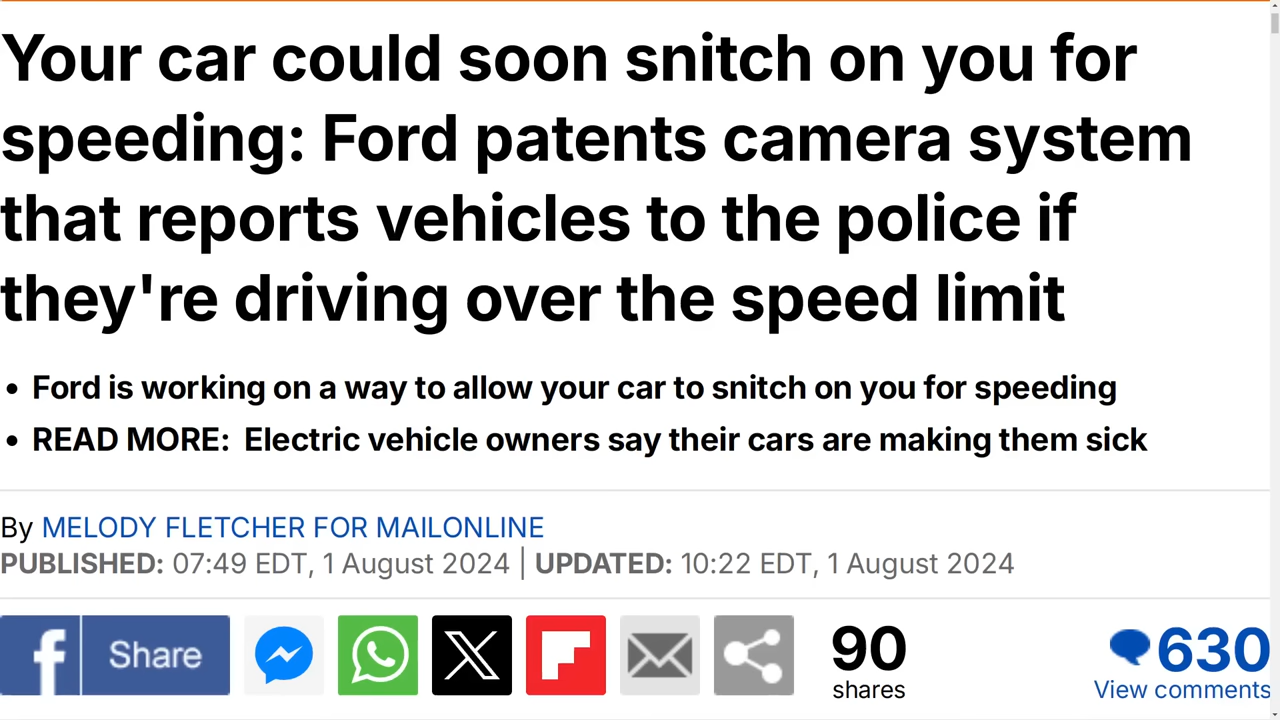 Your car could soon snitch on you for
speeding: Ford patents camera system
that reports vehicles to the police if
they're driving over the speed limit
• Ford is working on a way to allow your car to snitch on you for speeding
• READ MORE: Electric vehicle owners say their cars are making them sick
By MELODY FLETCHER FOR MAILONLINE
PUBLISHED: 07:49 EDT, 1 August 2024 | UPDATED: 10:22 EDT, 1 August 2024
f Share
90
shares
630
View comments